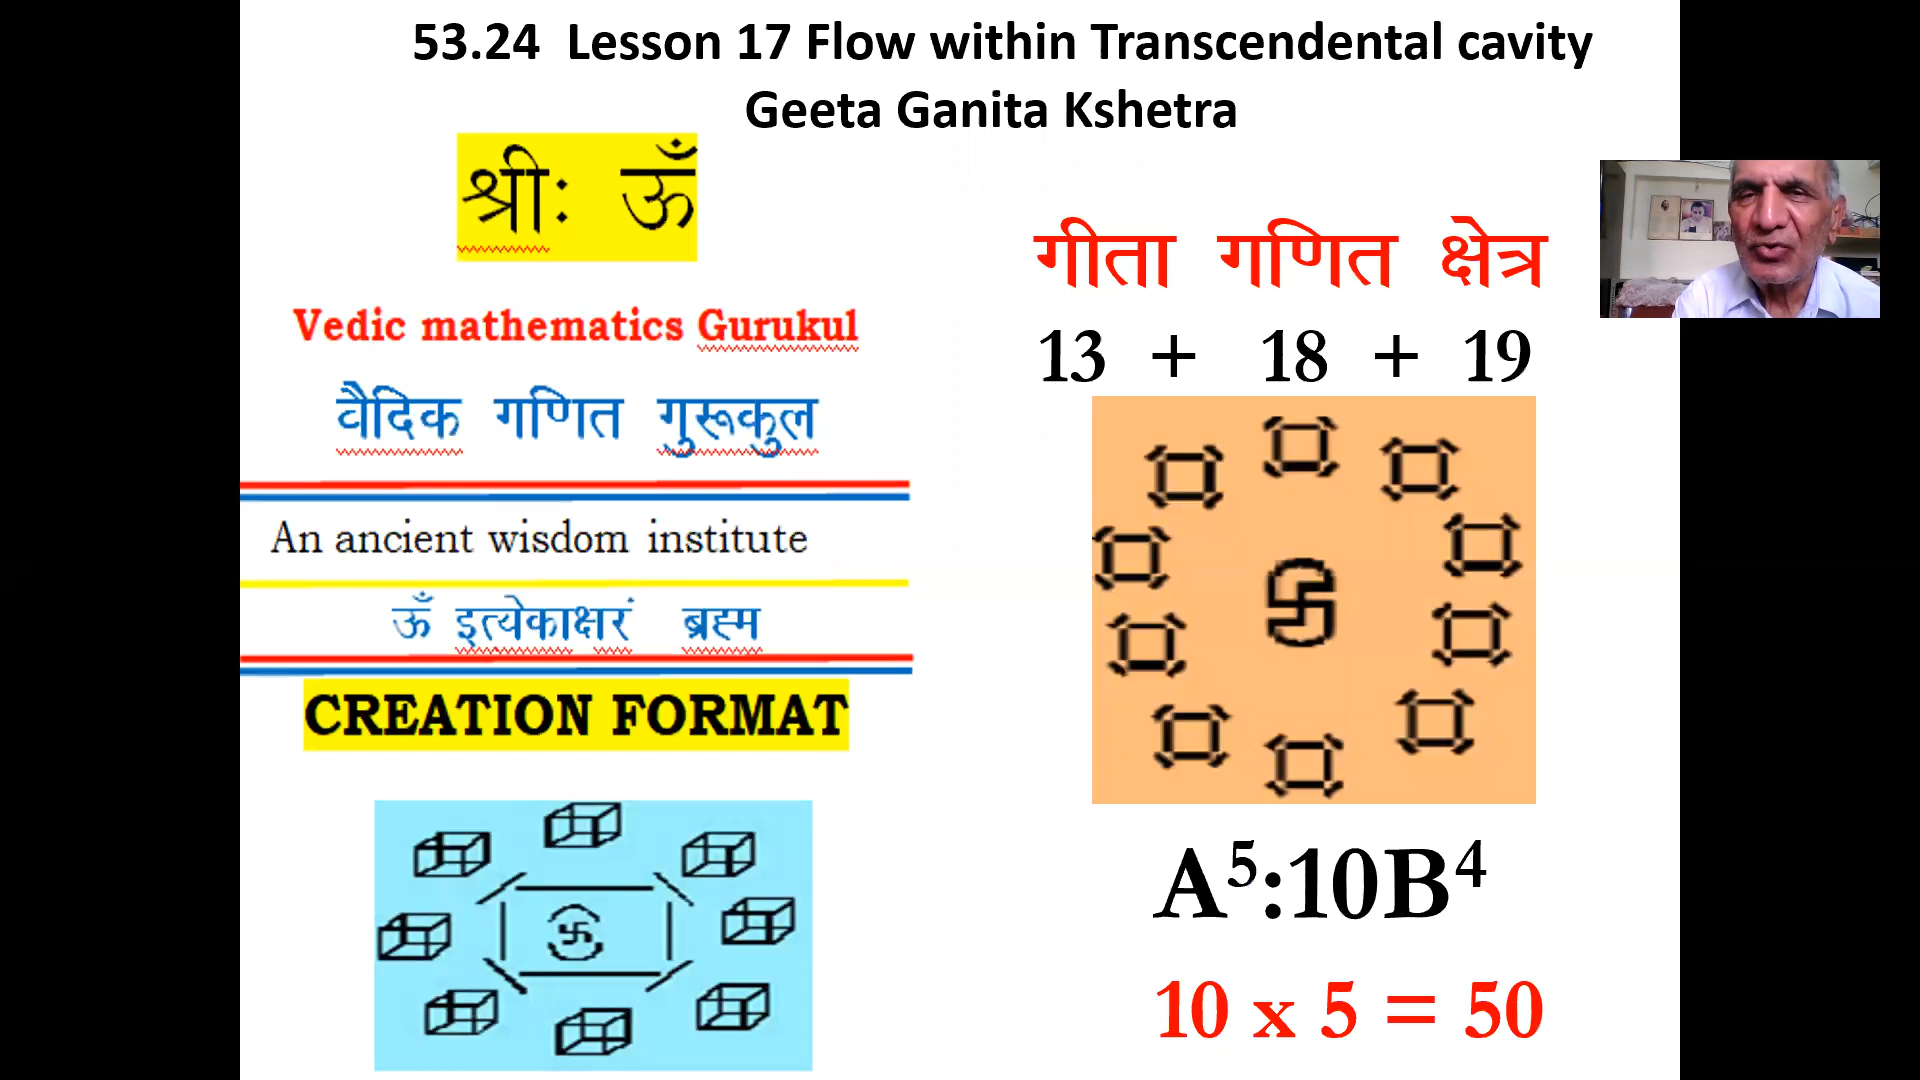 53.24 Lesson 17 Flow within Transcendental cavity
Geeta Ganita Kshetra
श्रीः ऊँ
Vedic mathematics Gurukul
वैदिक गणित गुरूकुल
An ancient wisdom institute
ऊँ इत्येकाक्षरं ब्रह्म
CREATION FORMAT
गीता गणित क्षेत्र
13 + 18 + 19
A⁵:10B⁴
10 x 5 = 50